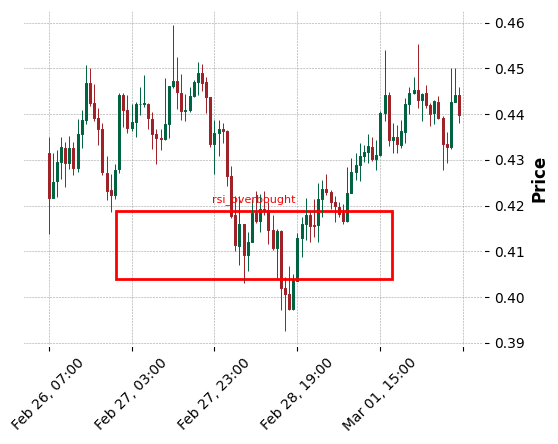 0.46
0.45
0.44
0.43
0.42
0.41
0.40
0.39
Price
rsi_overbought
Feb 26, 07:00
Feb 27, 03:00
Feb 27, 23:00
Feb 28, 19:00
Mar 01, 15:00